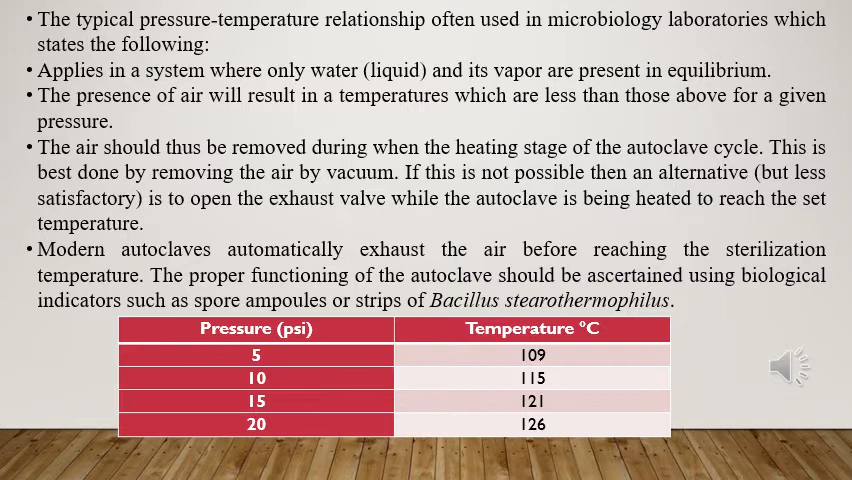 • The typical pressure-temperature relationship often used in microbiology laboratories which
states the following:
• Applies in a system where only water (liquid) and its vapor are present in equilibrium.
• The presence of air will result in a temperatures which are less than those above for a given
pressure.
• The air should thus be removed during when the heating stage of the autoclave cycle. This is
best done by removing the air by vacuum. If this is not possible then an alternative (but less
satisfactory) is to open the exhaust valve while the autoclave is being heated to reach the set
temperature.
• Modern autoclaves automatically exhaust the air before reaching the sterilization
temperature. The proper functioning of the autoclave should be ascertained using biological
indicators such as spore ampoules or strips of Bacillus stearothermophilus.
Pressure (psi) Temperature °C
5 109
10 115
15 121
20 126